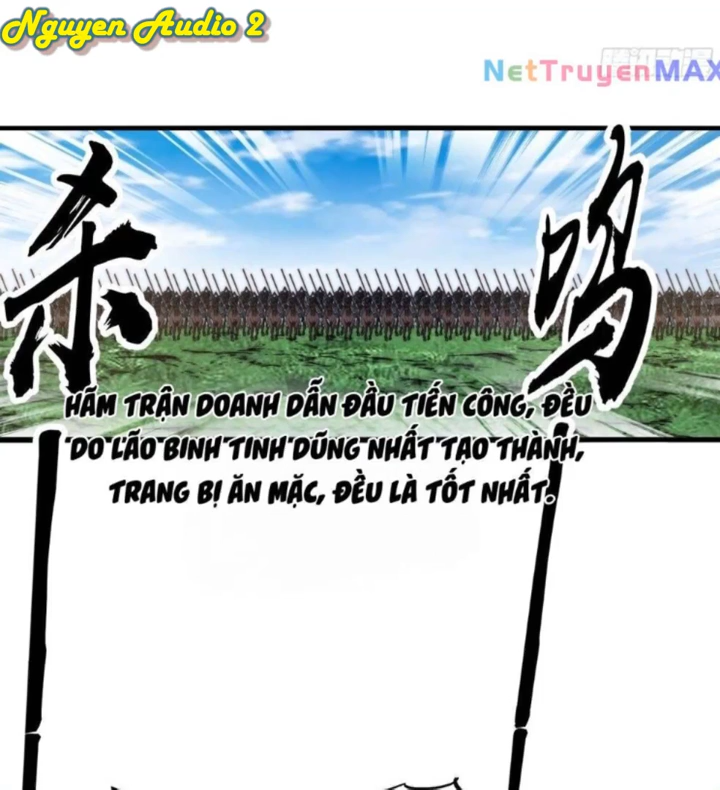 Nguyen Audio 2
NetTruyenMAX
杀
呜
HÃM TRẬN DOANH DẪN ĐẦU TIẾN CÔNG, ĐỀU
DO LÃO BINH TINH DŨNG NHẤT TẠO THÀNH,
TRANG BỊ ĂN MẶC, ĐỀU LÀ TỐT NHẤT.